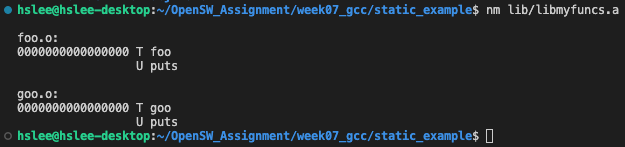 hslee@hslee-desktop:~/OpenSW_Assignment/week07_gcc/static_example$ nm lib/libmyfuncs.a
foo.o:
0000000000000000 T foo
                 U puts
goo.o:
0000000000000000 T goo
                 U puts
hslee@hslee-desktop:~/OpenSW_Assignment/week07_gcc/static_example$